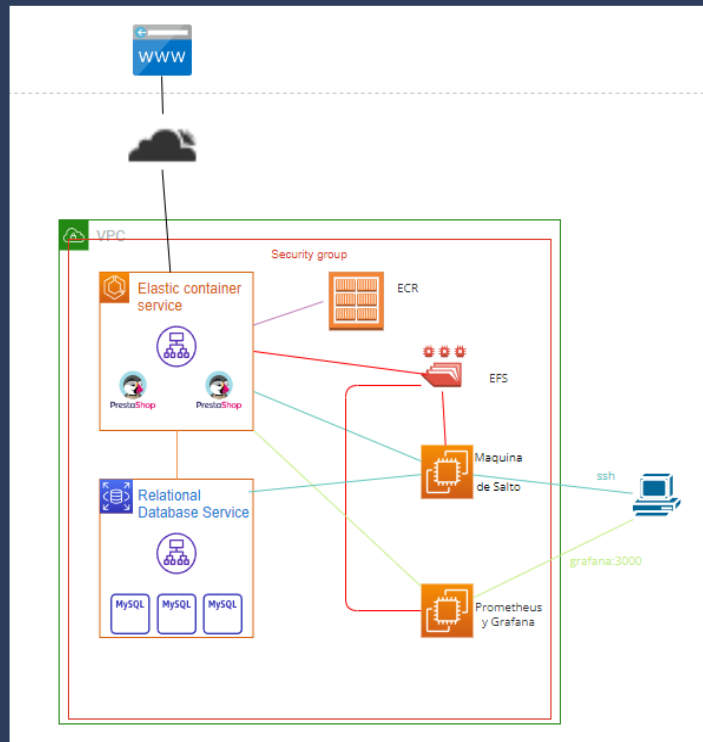 WWW
VPC
Security group
Elastic container
service
ECR
PrestaShop
PrestaShop
EFS
Maquina
de Salto
ssh
Relational
Database Service
MySQL
MySQL
MySQL
grafana:3000
Prometheus
y Grafana